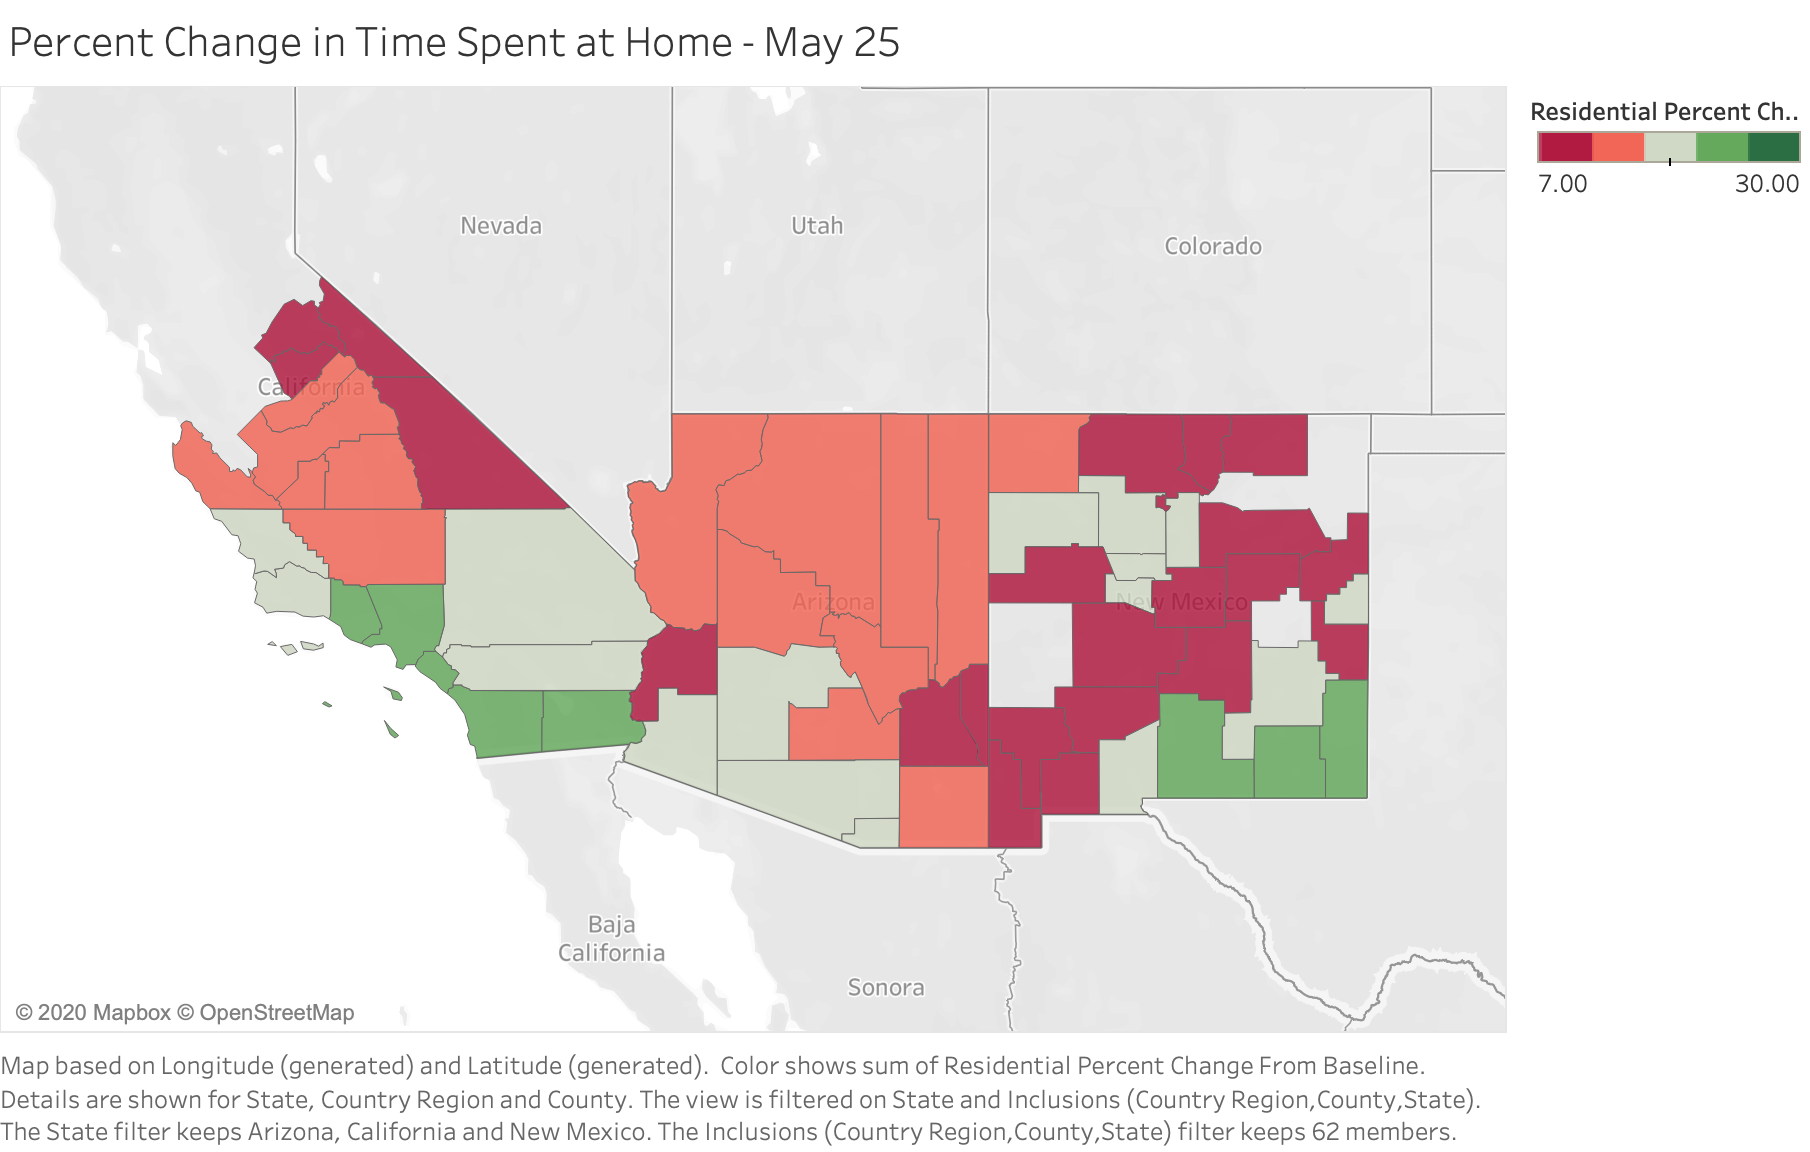 Percent Change in Time Spent at Home - May 25
Residential Percent Ch..
7.00 30.00
Nevada
Utah
Colorado
California
Arizona
New Mexico
Baja
California
Sonora
© 2020 Mapbox © OpenStreetMap
Map based on Longitude (generated) and Latitude (generated).  Color shows sum of Residential Percent Change From Baseline.
Details are shown for State, Country Region and County. The view is filtered on State and Inclusions (Country Region,County,State).
The State filter keeps Arizona, California and New Mexico. The Inclusions (Country Region,County,State) filter keeps 62 members.